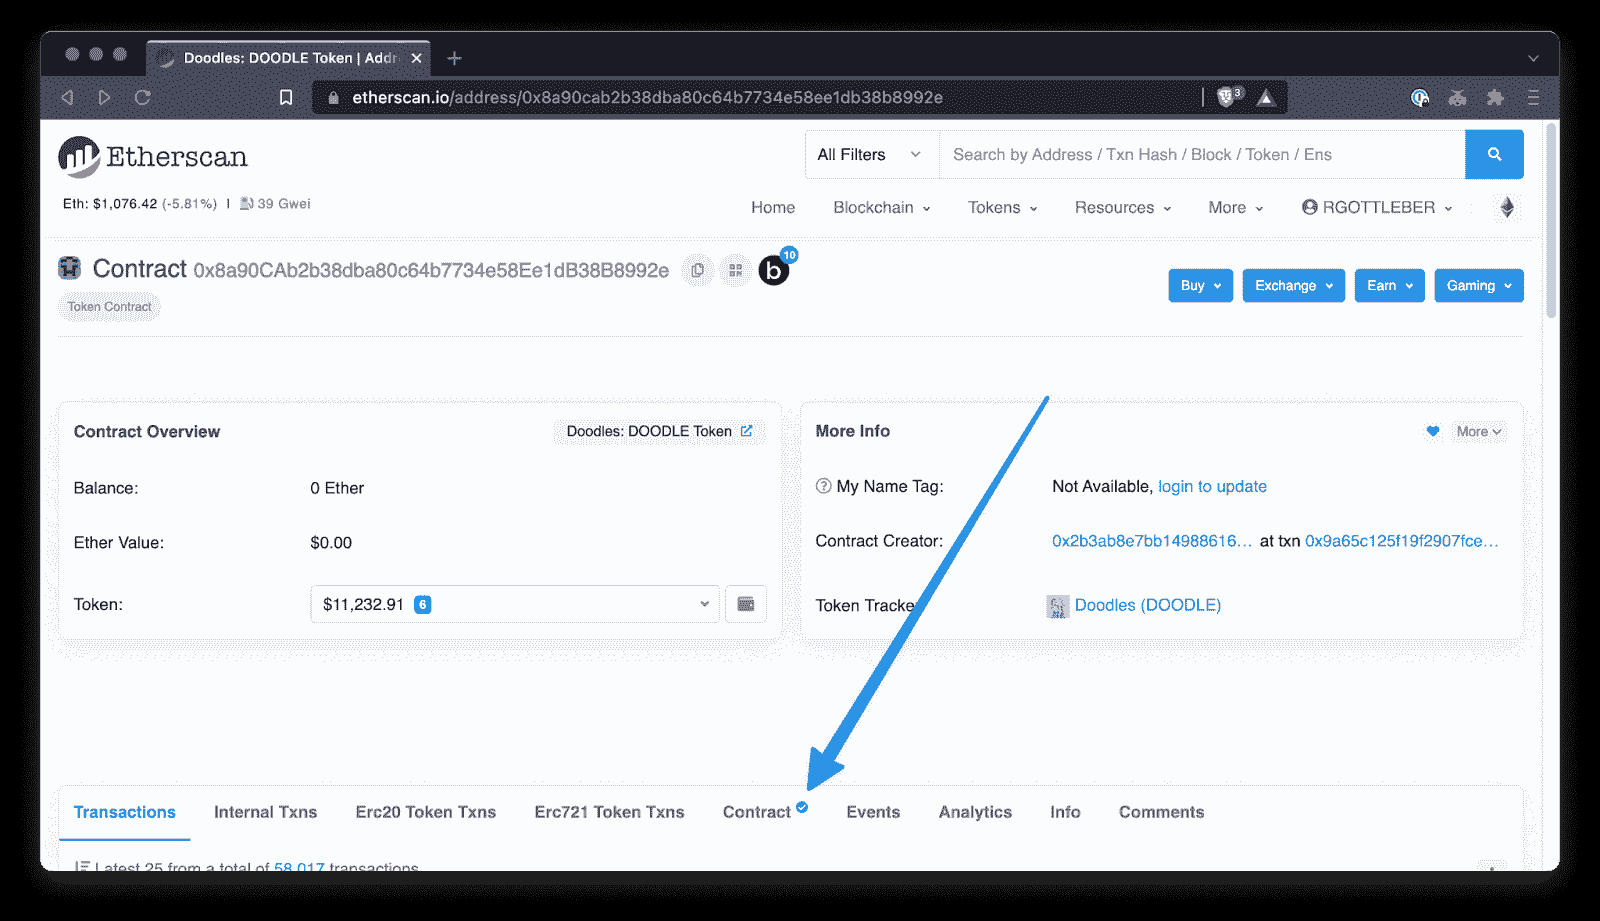 Doodles: DOODLE Token | Addr
etherscan.io/address/0x8a90cab2b38dba80c64b7734e58ee1db38b8992e
3
Etherscan
All Filters
Search by Address / Txn Hash / Block / Token / Ens
Eth: $1,076.42 (-5.81%) | 39 Gwei
Home Blockchain Tokens Resources More RGOTTLEBER
Contract 0x8a90CAb2b38dba80c64b7734e58Ee1dB38B8992e
b 10
Buy Exchange Earn Gaming
Token Contract
Contract Overview
Doodles: DOODLE Token
More Info
More
Balance: 0 Ether
My Name Tag: Not Available, login to update
Ether Value: $0.00
Contract Creator: 0x2b3ab8e7bb14988616... at txn 0x9a65c125f19f2907fce...
Token: $11,232.91 6
Token Tracke
Doodles (DOODLE)
Transactions Internal Txns Erc20 Token Txns Erc721 Token Txns Contract Events Analytics Info Comments
Latest 25 from a total of 58,017 transactions